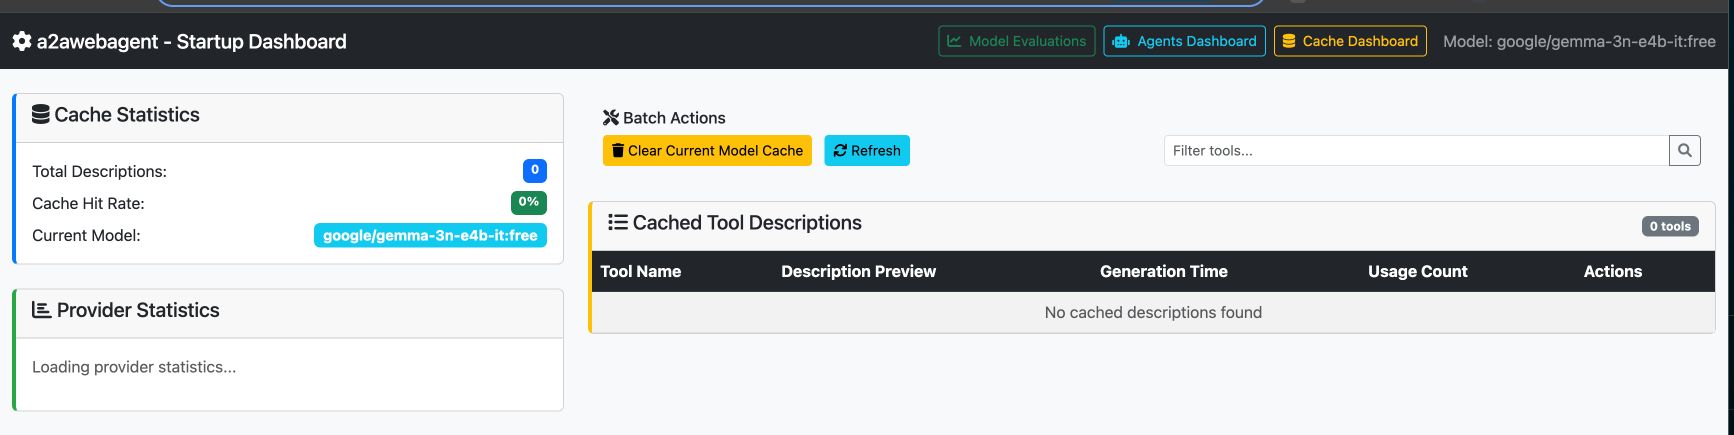 a2awebagent - Startup Dashboard
Model Evaluations
Agents Dashboard
Cache Dashboard
Model: google/gemma-3n-e4b-it:free
Cache Statistics
Total Descriptions: 0
Cache Hit Rate: 0%
Current Model: google/gemma-3n-e4b-it:free
Provider Statistics
Loading provider statistics...
Batch Actions
Clear Current Model Cache
Refresh
Filter tools...
Cached Tool Descriptions
0 tools
Tool Name Description Preview Generation Time Usage Count Actions
No cached descriptions found